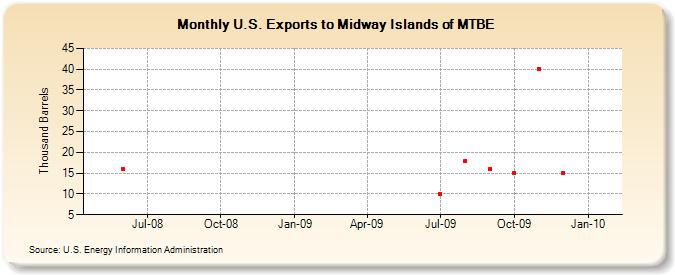 Monthly U.S. Exports to Midway Islands of MTBE
Thousand Barrels
45
40
35
30
25
20
15
10
5
Jul-08
Oct-08
Jan-09
Apr-09
Jul-09
Oct-09
Jan-10
Source: U.S. Energy Information Administration